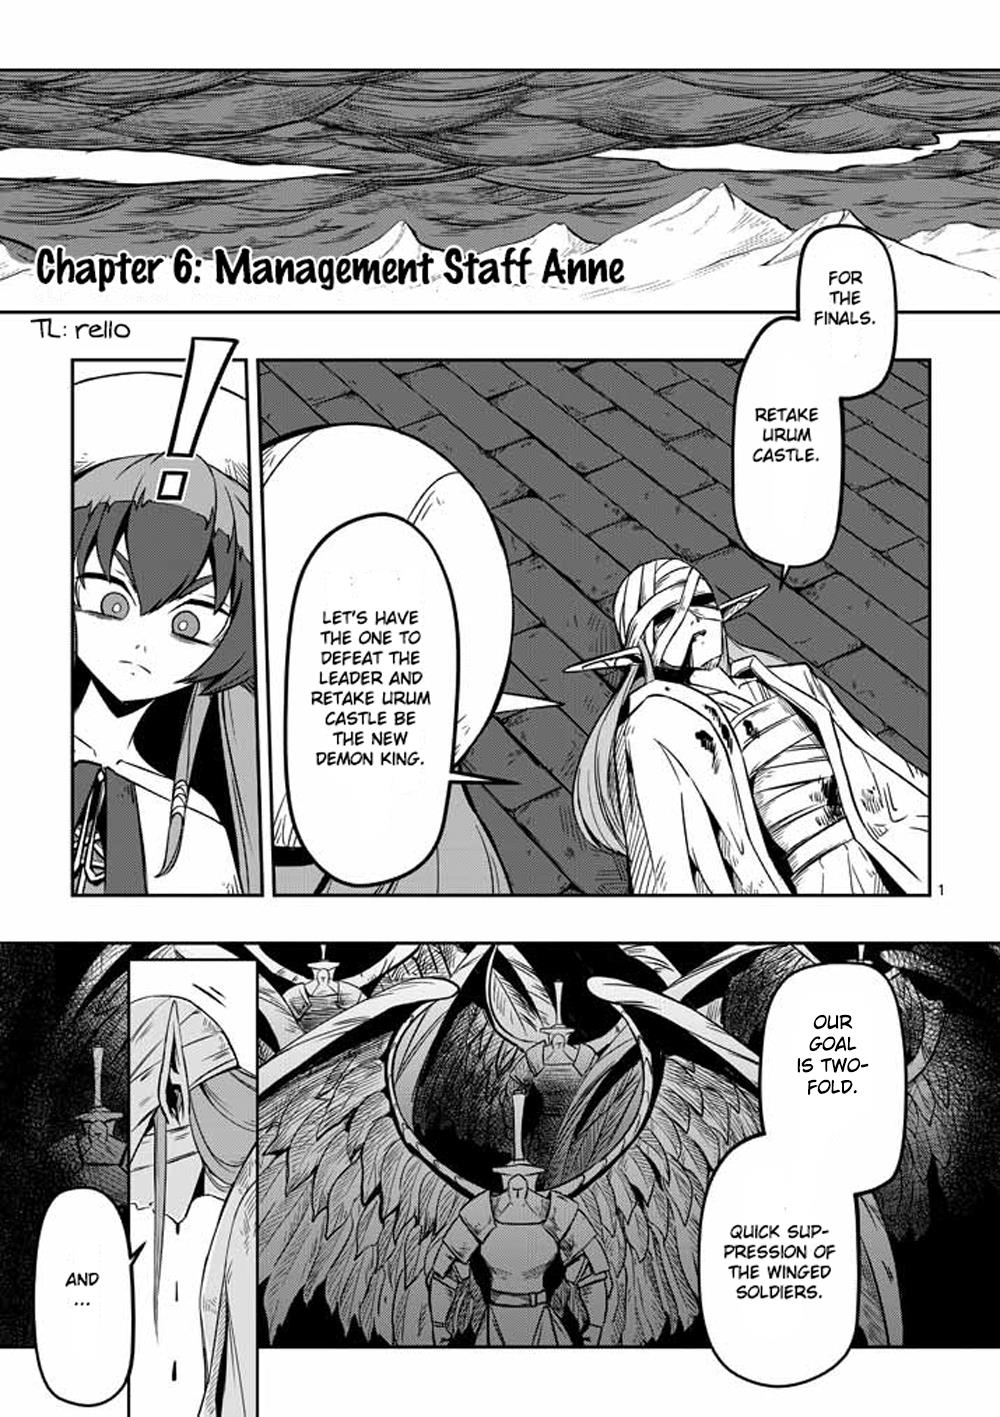 Chapter 6: Management Staff Anne
TL: rello
FOR
THE
FINALS.
RETAKE
URUM
CASTLE.
LET'S HAVE
THE ONE TO
DEFEAT THE
LEADER AND
RETAKE URUM
CASTLE BE
THE NEW
DEMON KING.
!
1
OUR
GOAL
IS TWO-
FOLD.
QUICK SUP-
PRESSION OF
THE WINGED
SOLDIERS.
AND
...